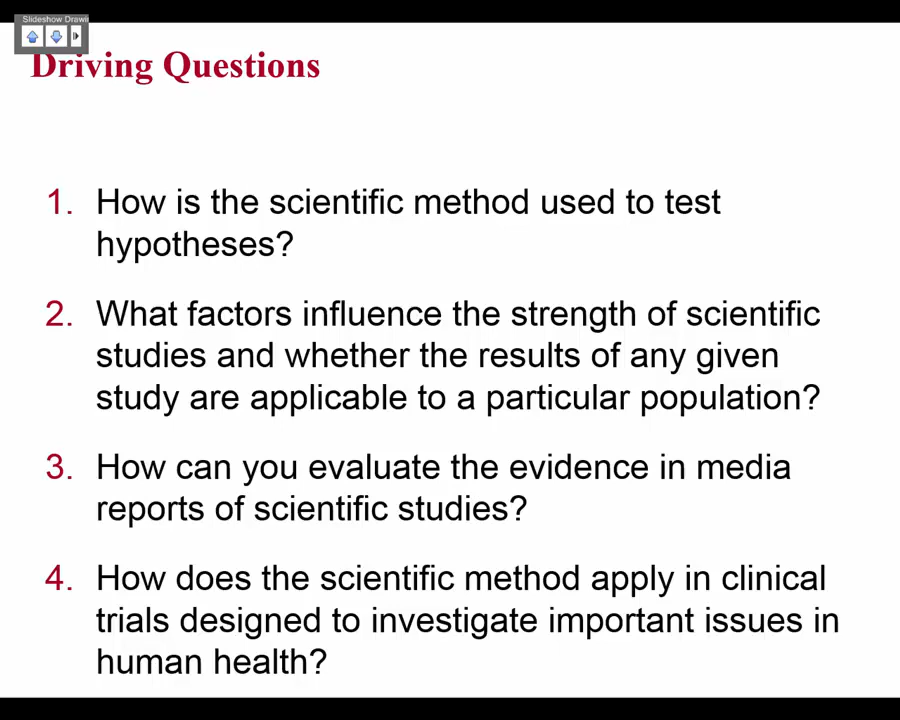 Slideshow Drawin
Driving Questions
1. How is the scientific method used to test
hypotheses?
2. What factors influence the strength of scientific
studies and whether the results of any given
study are applicable to a particular population?
3. How can you evaluate the evidence in media
reports of scientific studies?
4. How does the scientific method apply in clinical
trials designed to investigate important issues in
human health?